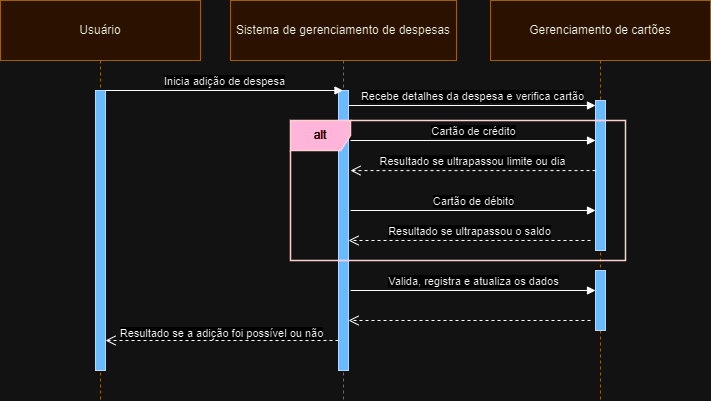 Usuário
Sistema de gerenciamento de despesas
Gerenciamento de cartões
Inicia adição de despesa
Recebe detalhes da despesa e verifica cartão
alt
Cartão de crédito
Resultado se ultrapassou limite ou dia
Cartão de débito
Resultado se ultrapassou o saldo
Valida, registra e atualiza os dados
Resultado se a adição foi possível ou não